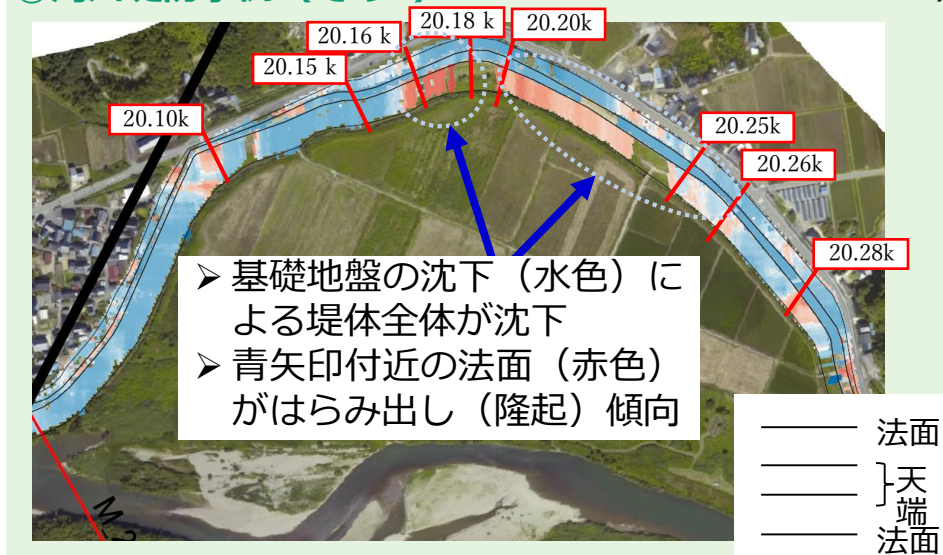 20.16 k
20.18 k
20.20k
20.15 k
20.10k
20.25k
20.26k
20.28k
➢ 基礎地盤の沈下（水色）に
よる堤体全体が沈下
➢ 青矢印付近の法面（赤色）
がはらみ出し（隆起）傾向
法面
天端
法面